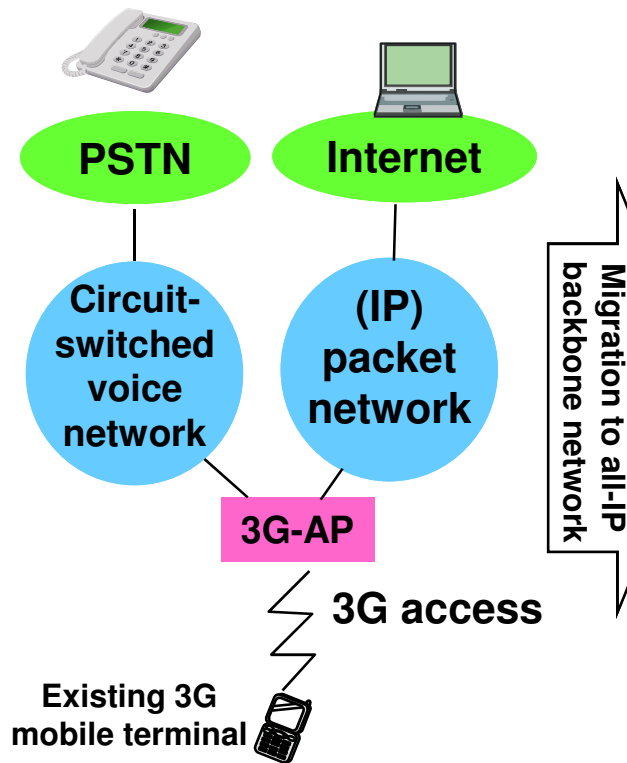 PSTN
Internet
Circuit-
switched
voice
network
(IP)
packet
network
Migration to all-IP
backbone network
3G-AP
3G access
Existing 3G
mobile terminal